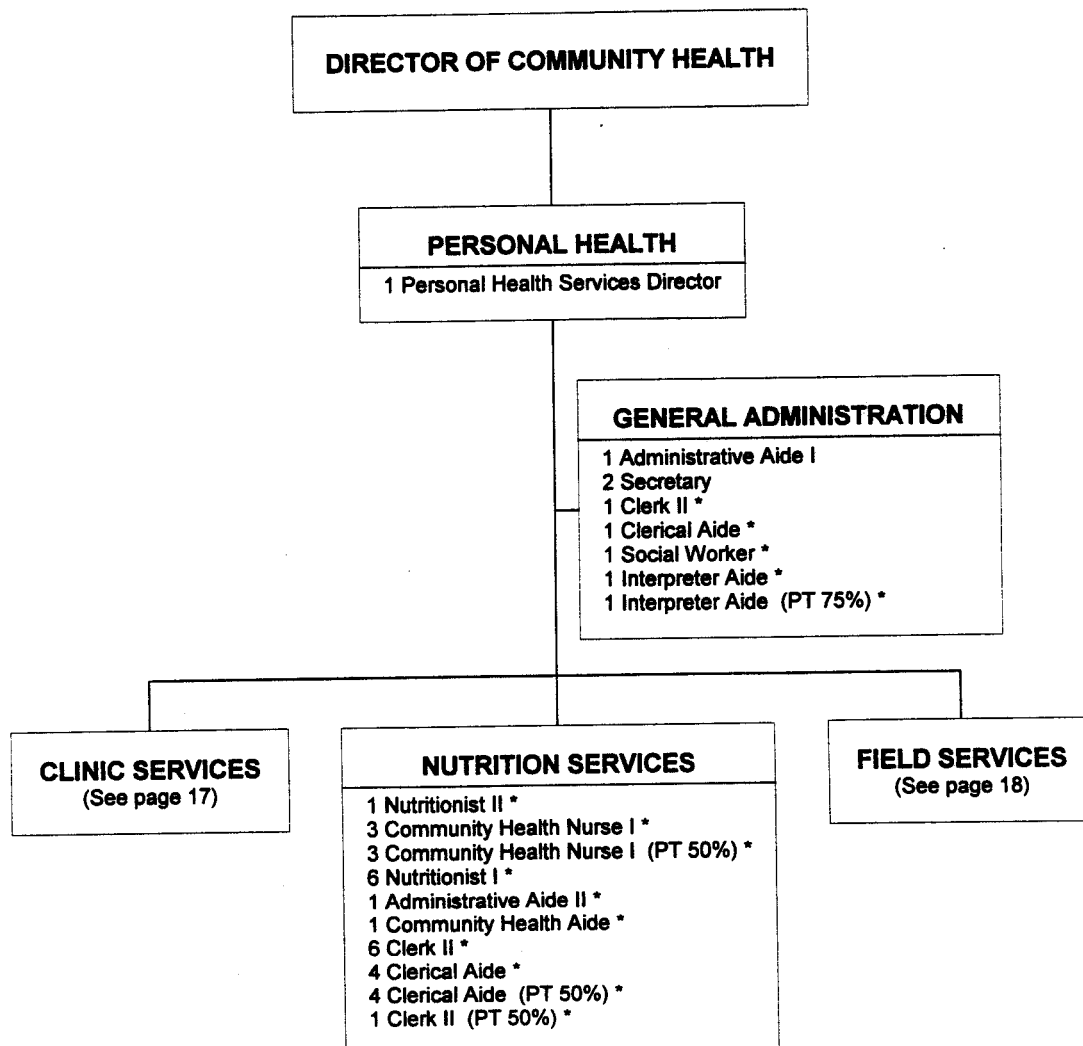 DIRECTOR OF COMMUNITY HEALTH
PERSONAL HEALTH
1 Personal Health Services Director
GENERAL ADMINISTRATION
1 Administrative Aide I
2 Secretary
1 Clerk II *
1 Clerical Aide *
1 Social Worker *
1 Interpreter Aide *
1 Interpreter Aide (PT 75%) *
CLINIC SERVICES
(See page 17)
NUTRITION SERVICES
1 Nutritionist II *
3 Community Health Nurse I *
3 Community Health Nurse I (PT 50%) *
6 Nutritionist I *
1 Administrative Aide II *
1 Community Health Aide *
6 Clerk II *
4 Clerical Aide *
4 Clerical Aide (PT 50%) *
1 Clerk II (PT 50%) *
FIELD SERVICES
(See page 18)